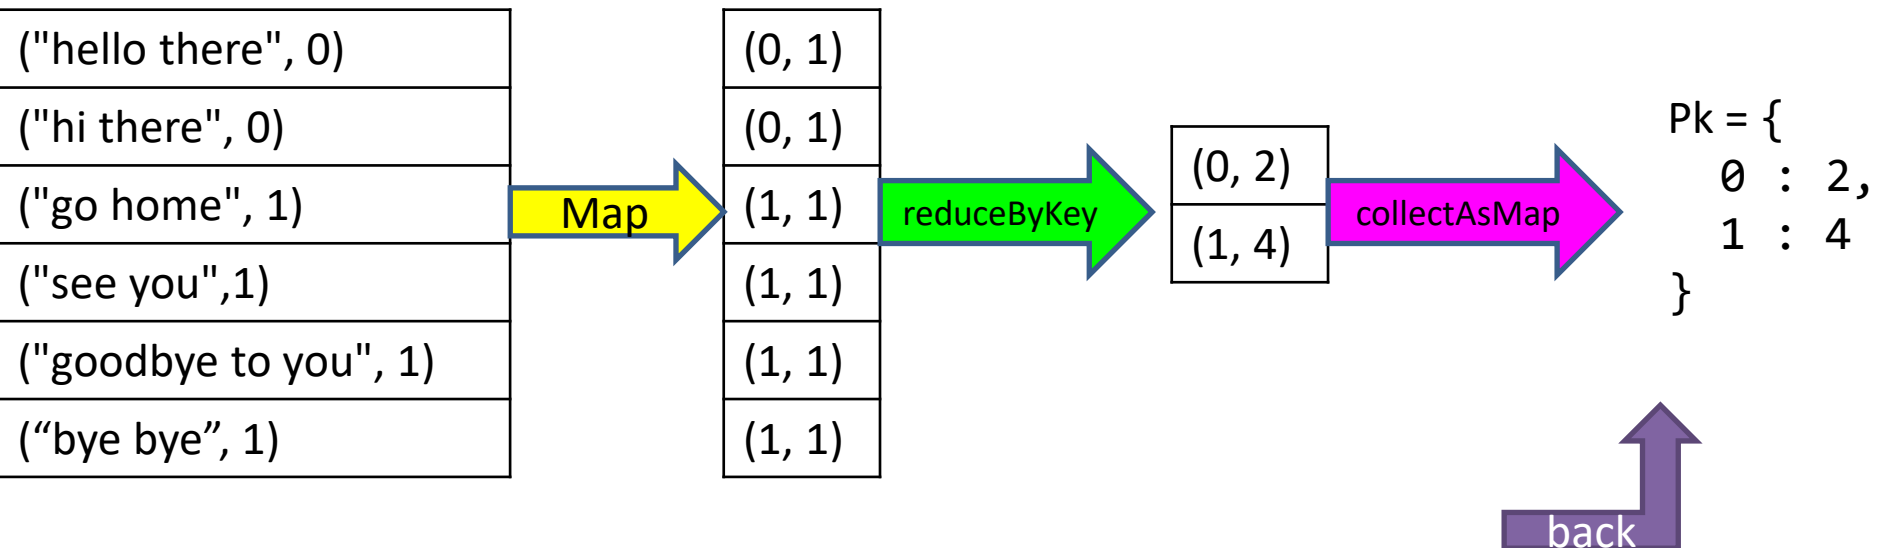 ("hello there", 0)
("hi there", 0)
("go home", 1)
("see you",1)
("goodbye to you", 1)
(“bye bye”, 1)
Map
(0, 1)
(0, 1)
(1, 1)
(1, 1)
(1, 1)
(1, 1)
reduceByKey
(0, 2)
(1, 4)
collectAsMap
Pk = {
0 : 2,
1 : 4
}
back